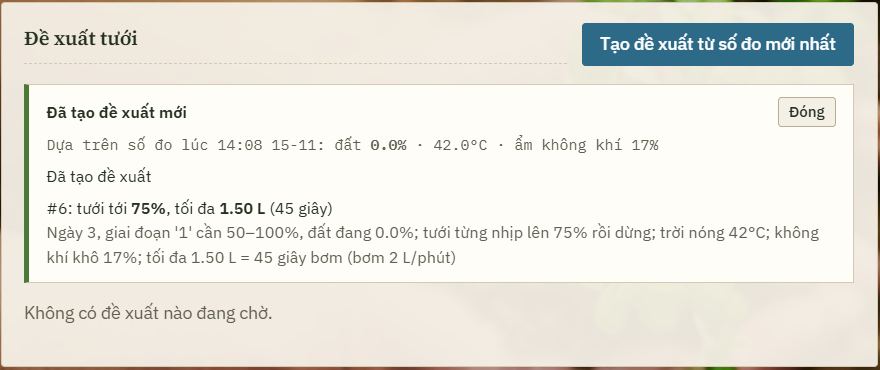 Đề xuất tưới
Tạo đề xuất từ số đo mới nhất
Đã tạo đề xuất mới
Đóng
Dựa trên số đo lúc 14:08 15-11: đất 0.0% · 42.0°C · ẩm không khí 17%
Đã tạo đề xuất
#6: tưới tới 75%, tối đa 1.50 L (45 giây)
Ngày 3, giai đoạn '1' cần 50–100%, đất đang 0.0%; tưới từng nhịp lên 75% rồi dừng; trời nóng 42°C; không
khí khô 17%; tối đa 1.50 L = 45 giây bơm (bơm 2 L/phút)
Không có đề xuất nào đang chờ.